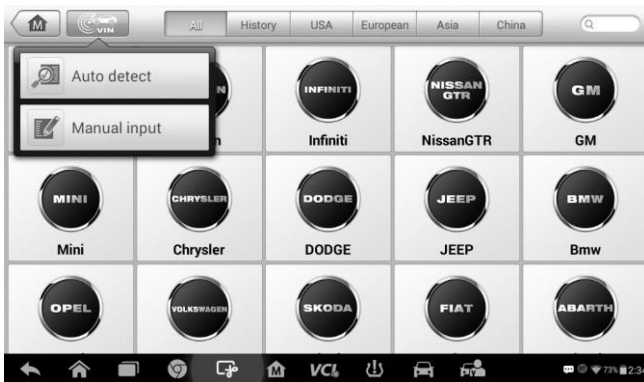 M VIN All History USA European Asia China
Auto detect
Manual input
INFINITI NISSAN GTR GM
Infiniti NissanGTR GM
MINI CHRYSLER DODGE JEEP BMW
Mini Chrysler DODGE JEEP Bmw
OPEL VOLKSWAGEN SKODA FIAT ABARTH
M VCI 73%